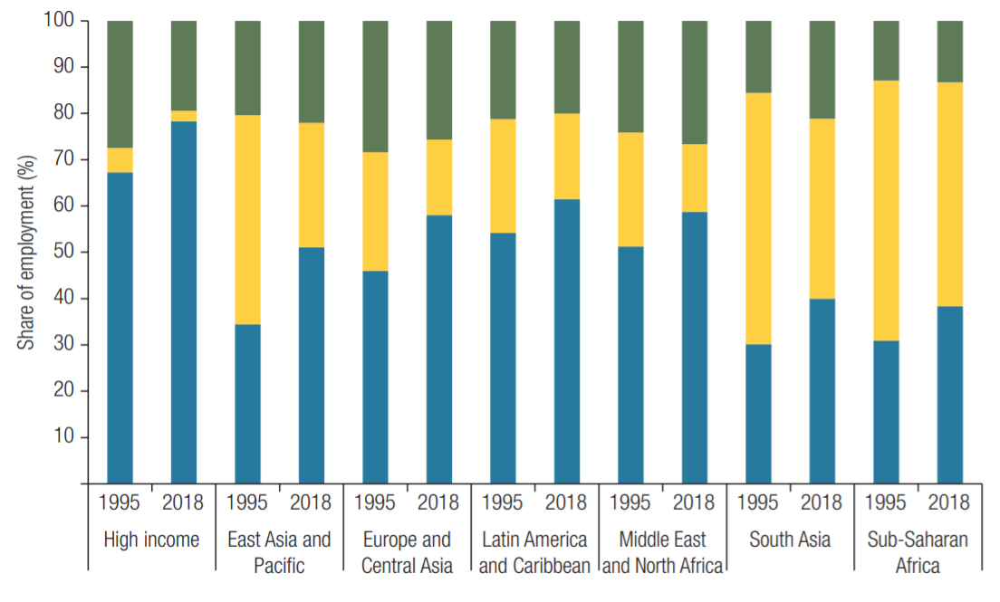 Share of employment (%)
100
90
80
70
60
50
40
30
20
10
1995 2018 1995 2018 1995 2018 1995 2018 1995 2018 1995 2018 1995 2018
High income
East Asia and
Pacific
Europe and
Central Asia
Latin America
and Caribbean
Middle East
and North Africa
South Asia
Sub-Saharan
Africa